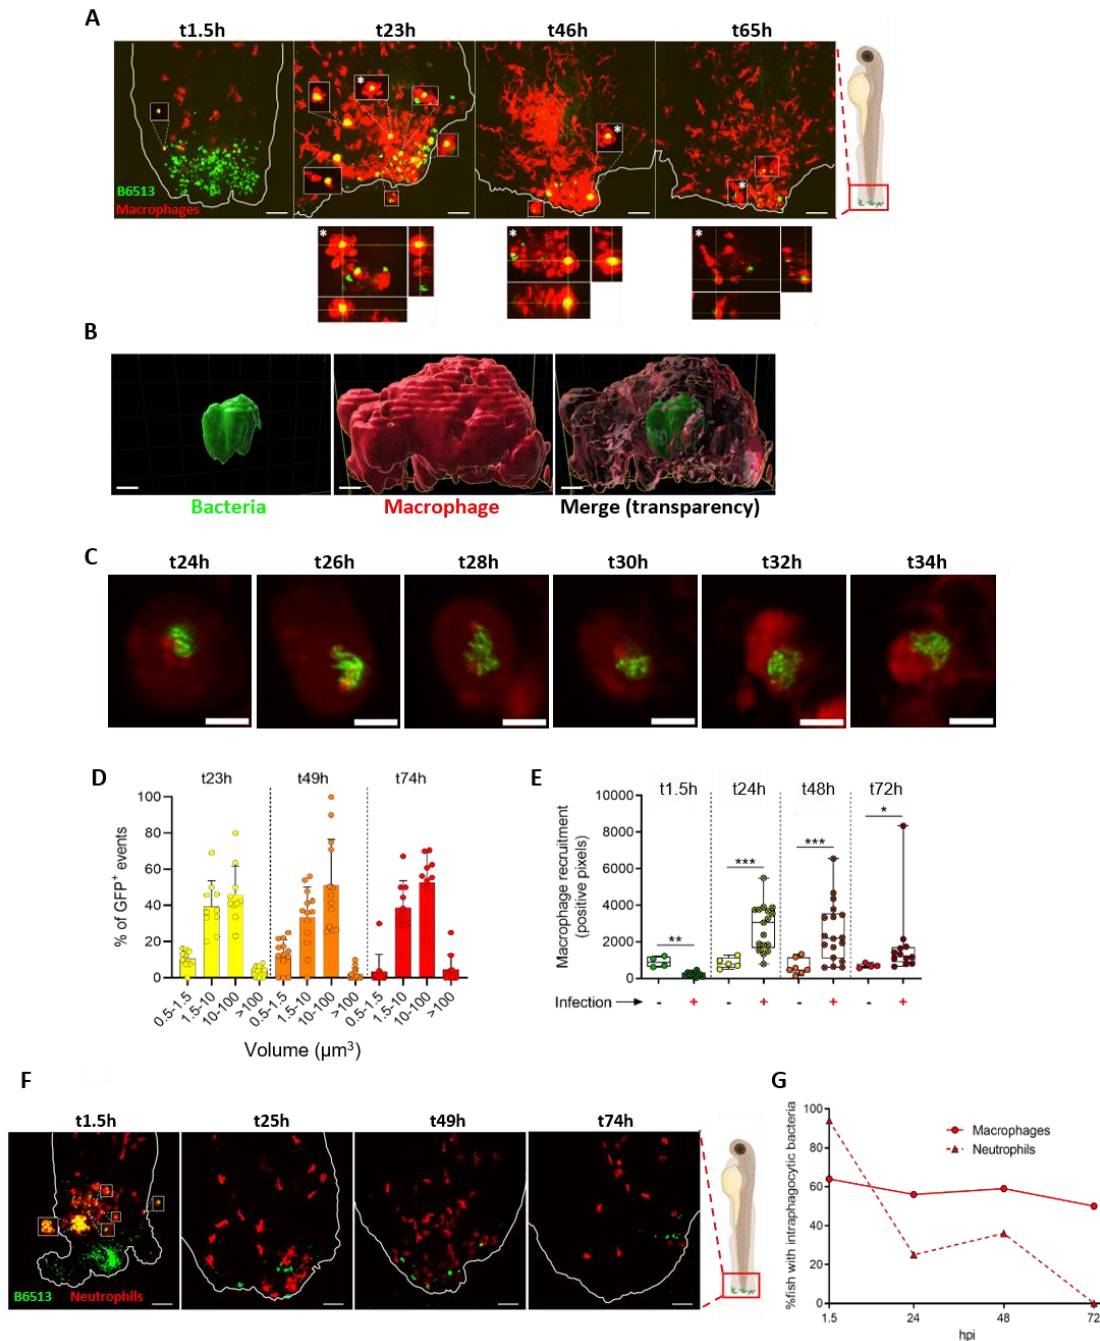 A
t1.5h t23h t46h t65h
*
*
*
B6513
Macrophages
* * *
B
Bacteria Macrophage Merge (transparency)
C
t24h t26h t28h t30h t32h t34h
D
t23h t49h t74h
% of GFP+ events
100
80
60
40
20
0
0.5-1.5 1.5-10 10-100 >100 0.5-1.5 1.5-10 10-100 >100 0.5-1.5 1.5-10 10-100 >100
Volume (µm³)
E
t1.5h t24h t48h t72h
Macrophage recruitment
(positive pixels)
10000
8000
6000
4000
2000
0
** *** *** *
Infection - + - + - + - +
F
t1.5h t25h t49h t74h
B6513 Neutrophils
G
%fish with intraphagocytic bacteria
100
80
60
40
20
0
Macrophages
Neutrophils
1.5 24 48 72
hpi